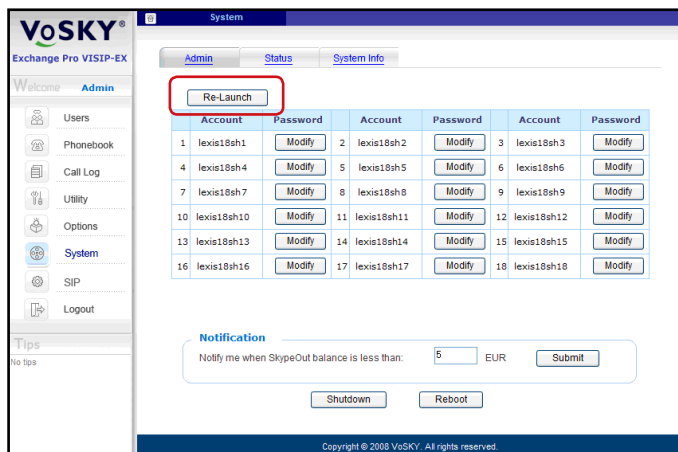 VoSKY®
Exchange Pro VISIP-EX
Welcome Admin
Users
Phonebook
Call Log
Utility
Options
System
SIP
Logout
Tips
No tips
System
Admin Status System Info
Re-Launch
Account Password Account Password Account Password
1 lexis18sh1 Modify 2 lexis18sh2 Modify 3 lexis18sh3 Modify
4 lexis18sh4 Modify 5 lexis18sh5 Modify 6 lexis18sh6 Modify
7 lexis18sh7 Modify 8 lexis18sh8 Modify 9 lexis18sh9 Modify
10 lexis18sh10 Modify 11 lexis18sh11 Modify 12 lexis18sh12 Modify
13 lexis18sh13 Modify 14 lexis18sh14 Modify 15 lexis18sh15 Modify
16 lexis18sh16 Modify 17 lexis18sh17 Modify 18 lexis18sh18 Modify
Notification
Notify me when SkypeOut balance is less than: 5 EUR Submit
Shutdown Reboot
Copyright © 2008 VoSKY. All rights reserved.